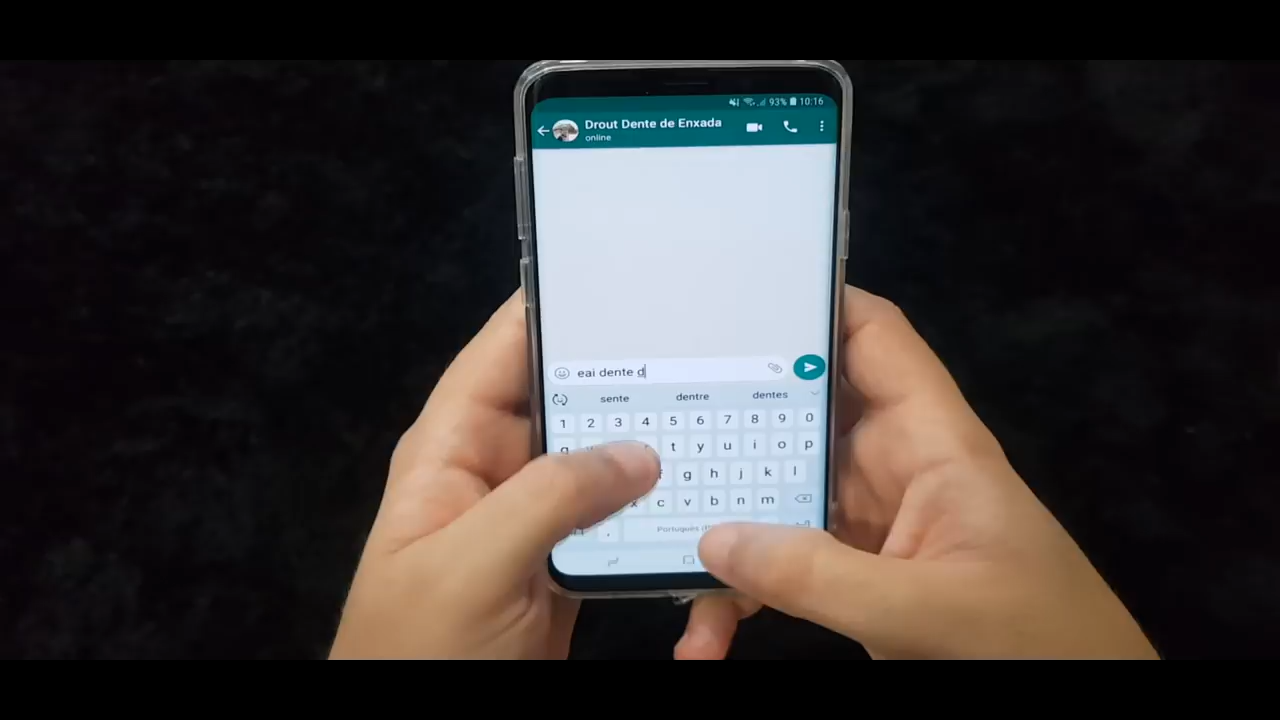 93% 10:16
Drout Dente de Enxada
online
eai dente d
sente dentre dentes
1 2 3 4 5 6 7 8 9 0
q t y u i o p
f g h j k l
x c v b n m
, Português